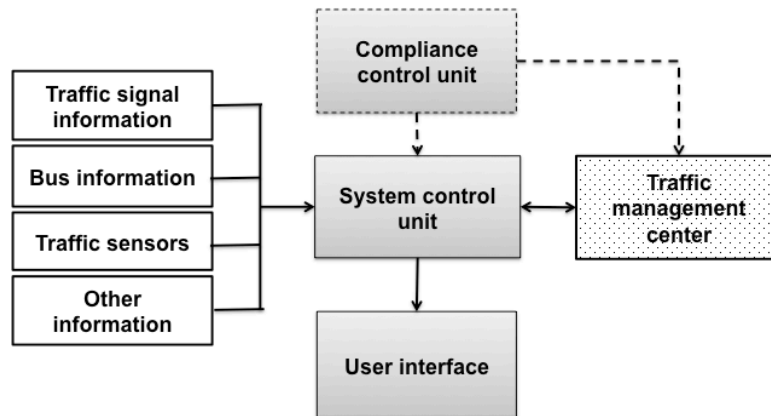 Compliance
control unit
Traffic signal
information
Bus information
Traffic sensors
Other
information
System control
unit
Traffic
management
center
User interface